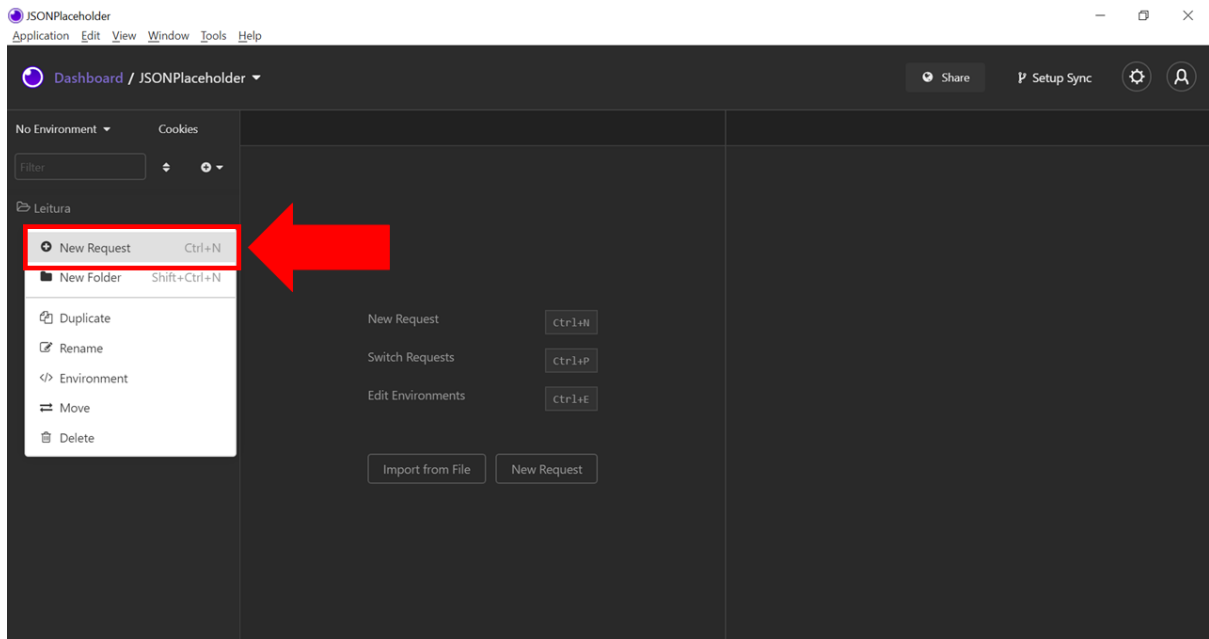 JSONPlaceholder
Application Edit View Window Tools Help
Dashboard / JSONPlaceholder
Share
Setup Sync
No Environment
Cookies
Filter
Leitura
New Request Ctrl+N
New Folder Shift+Ctrl+N
Duplicate
Rename
Environment
Move
Delete
New Request Ctrl+N
Switch Requests Ctrl+P
Edit Environments Ctrl+E
Import from File
New Request